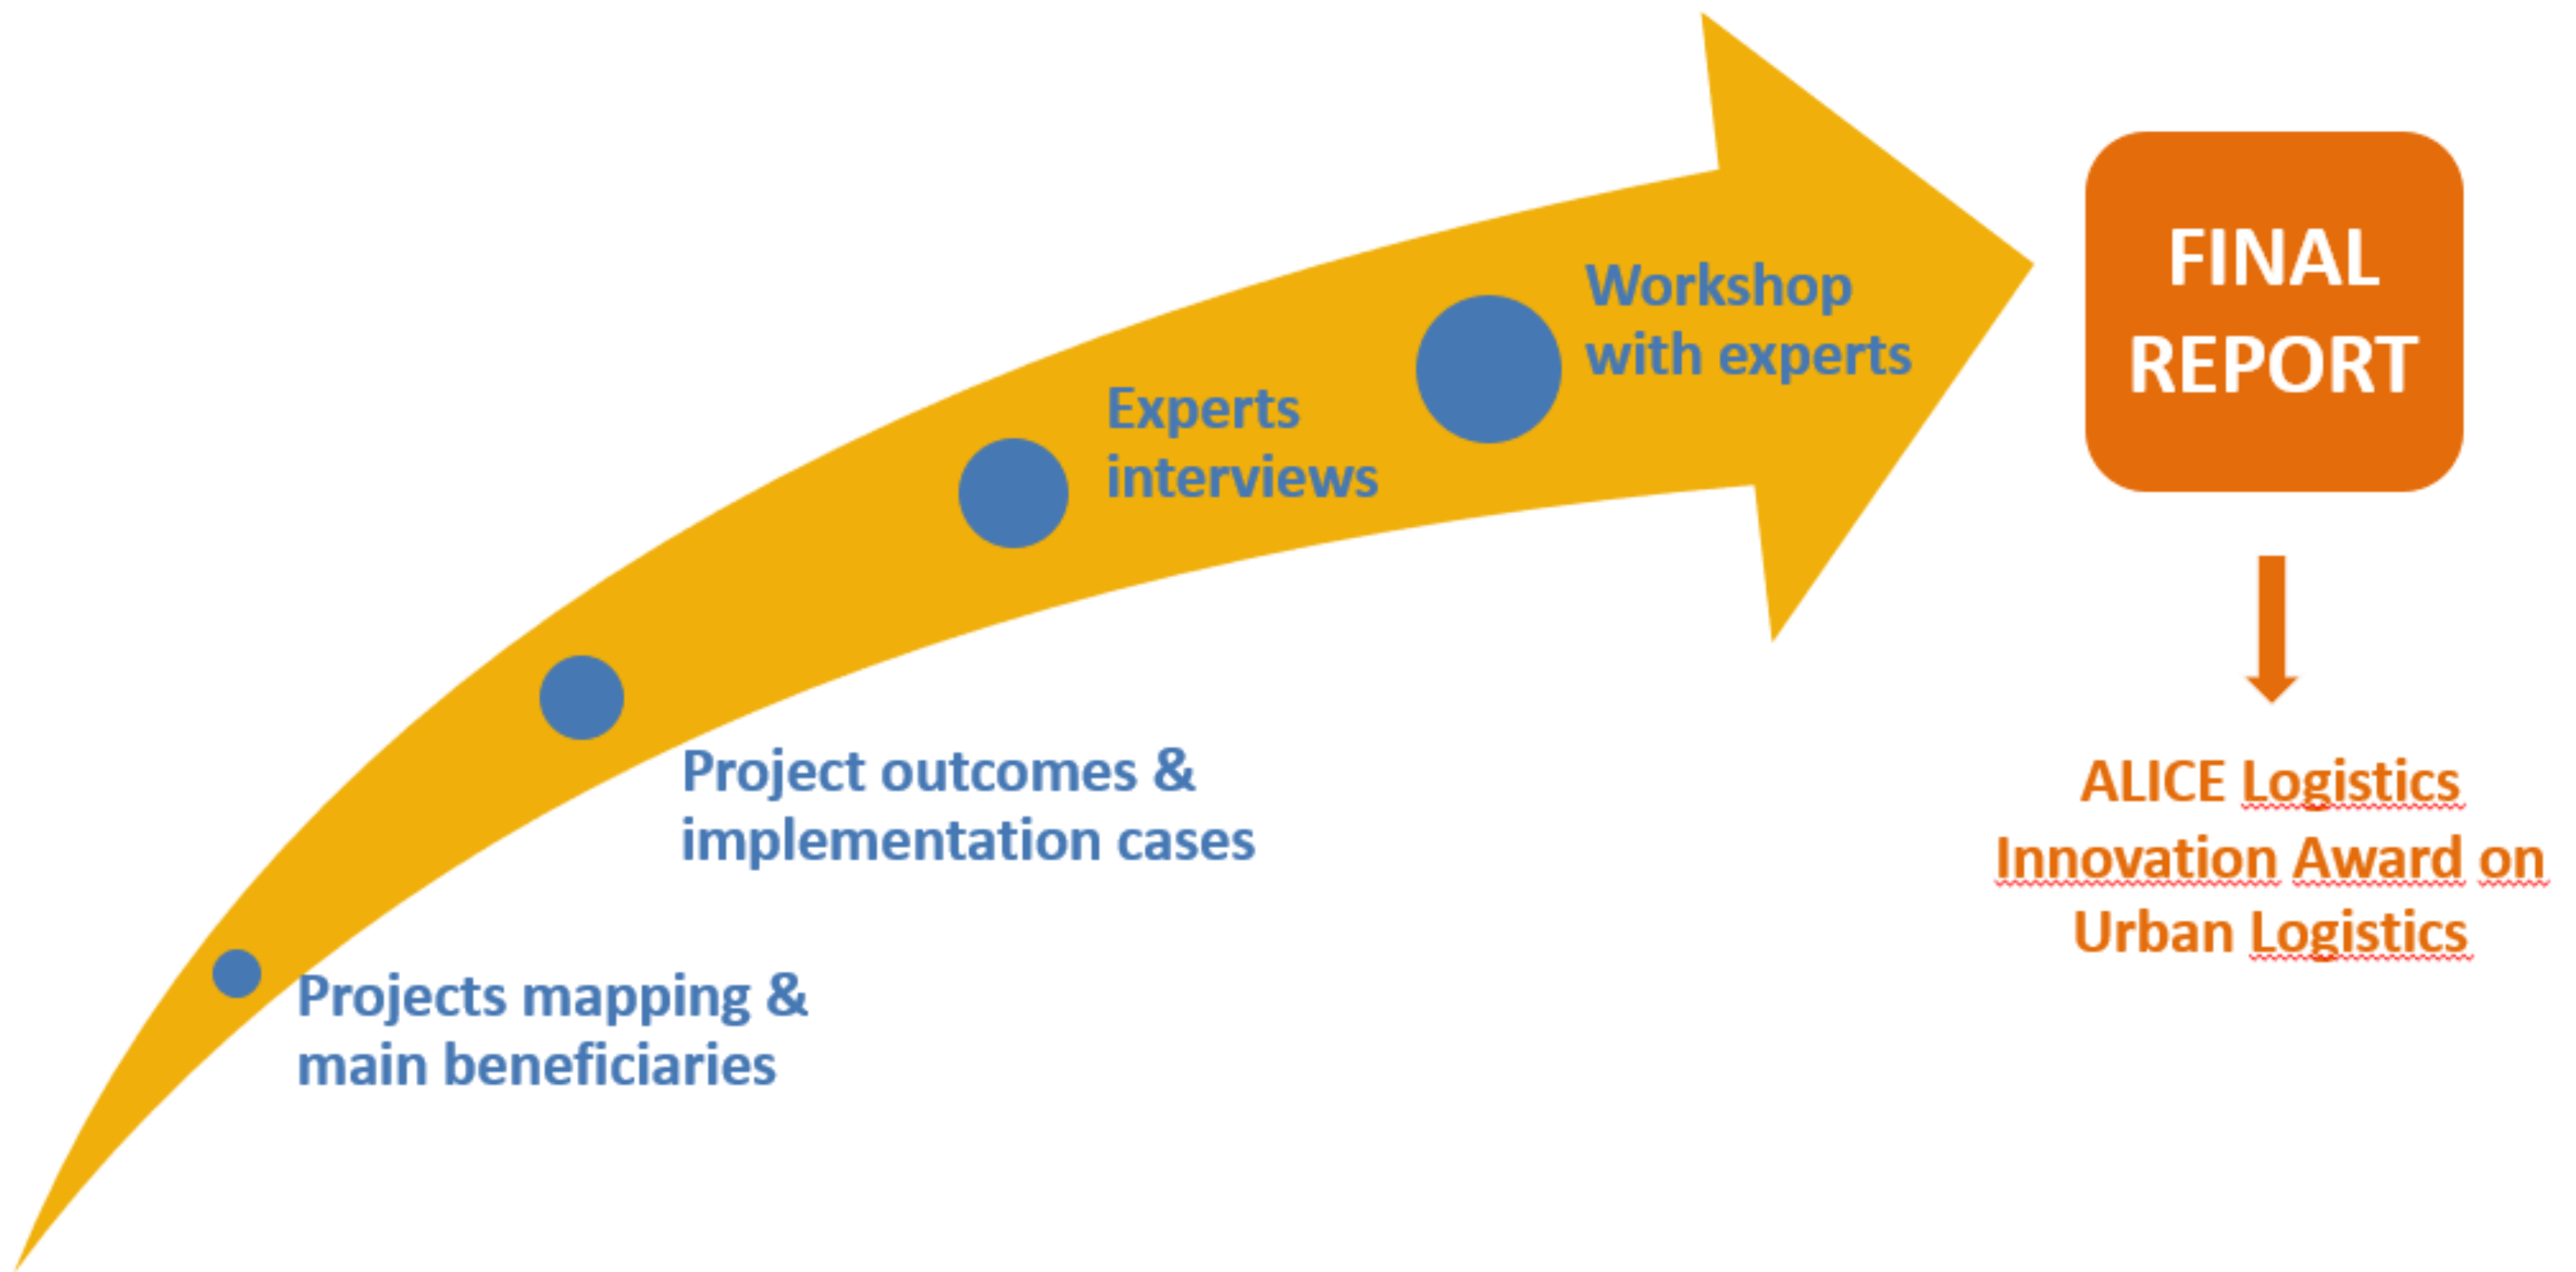 Workshop
with experts
Experts
interviews
Project outcomes &
implementation cases
Projects mapping &
main beneficiaries
FINAL
REPORT
ALICE Logistics
Innovation Award on
Urban Logistics